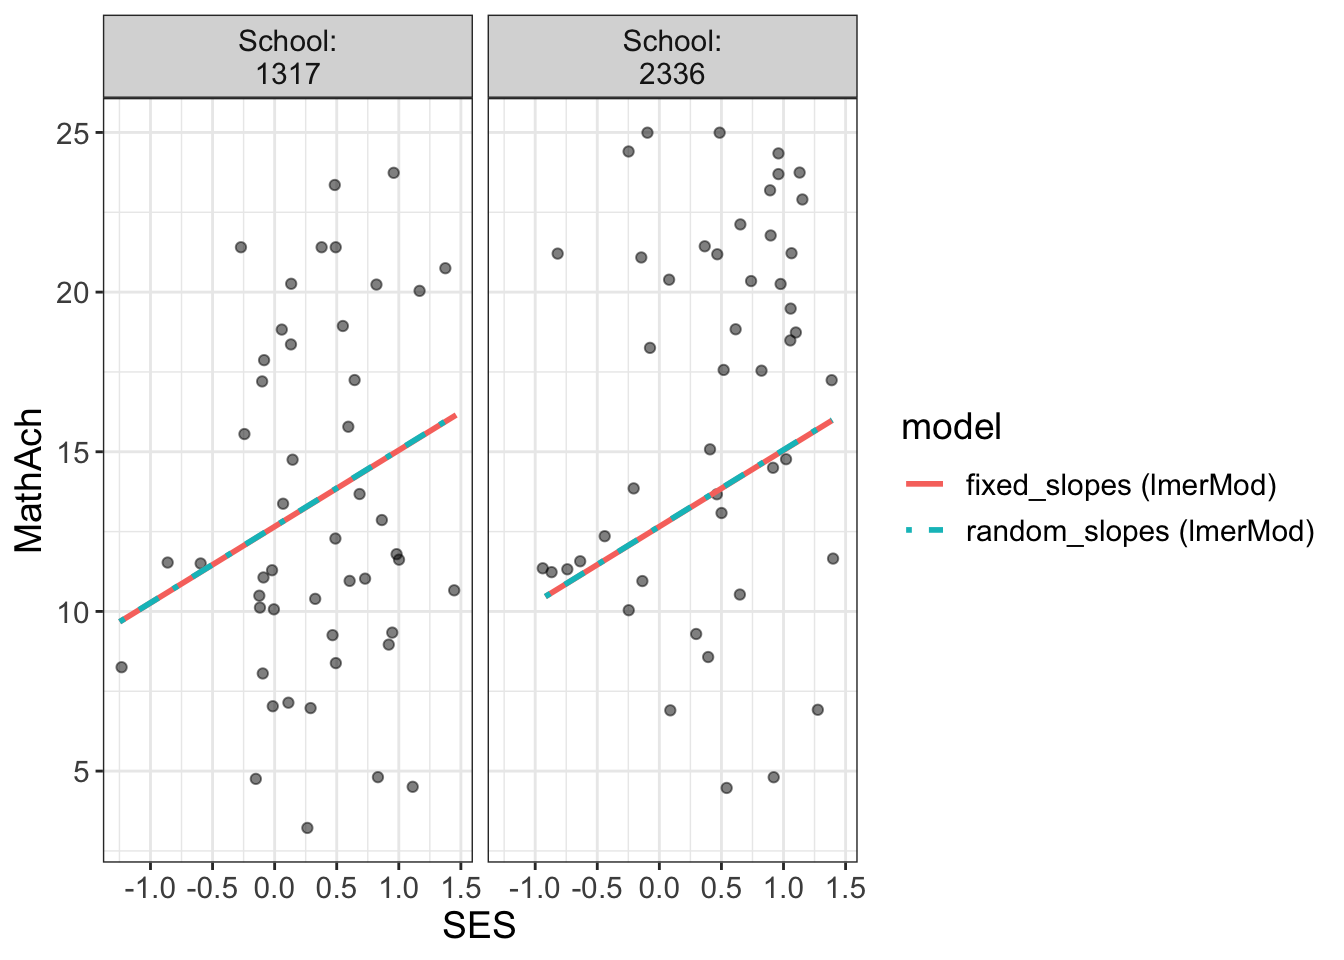 School:
1317
School:
2336
25
20
15
10
5
MathAch
-1.0 -0.5 0.0 0.5 1.0 1.5
-1.0 -0.5 0.0 0.5 1.0 1.5
SES
model
fixed_slopes (lmerMod)
random_slopes (lmerMod)